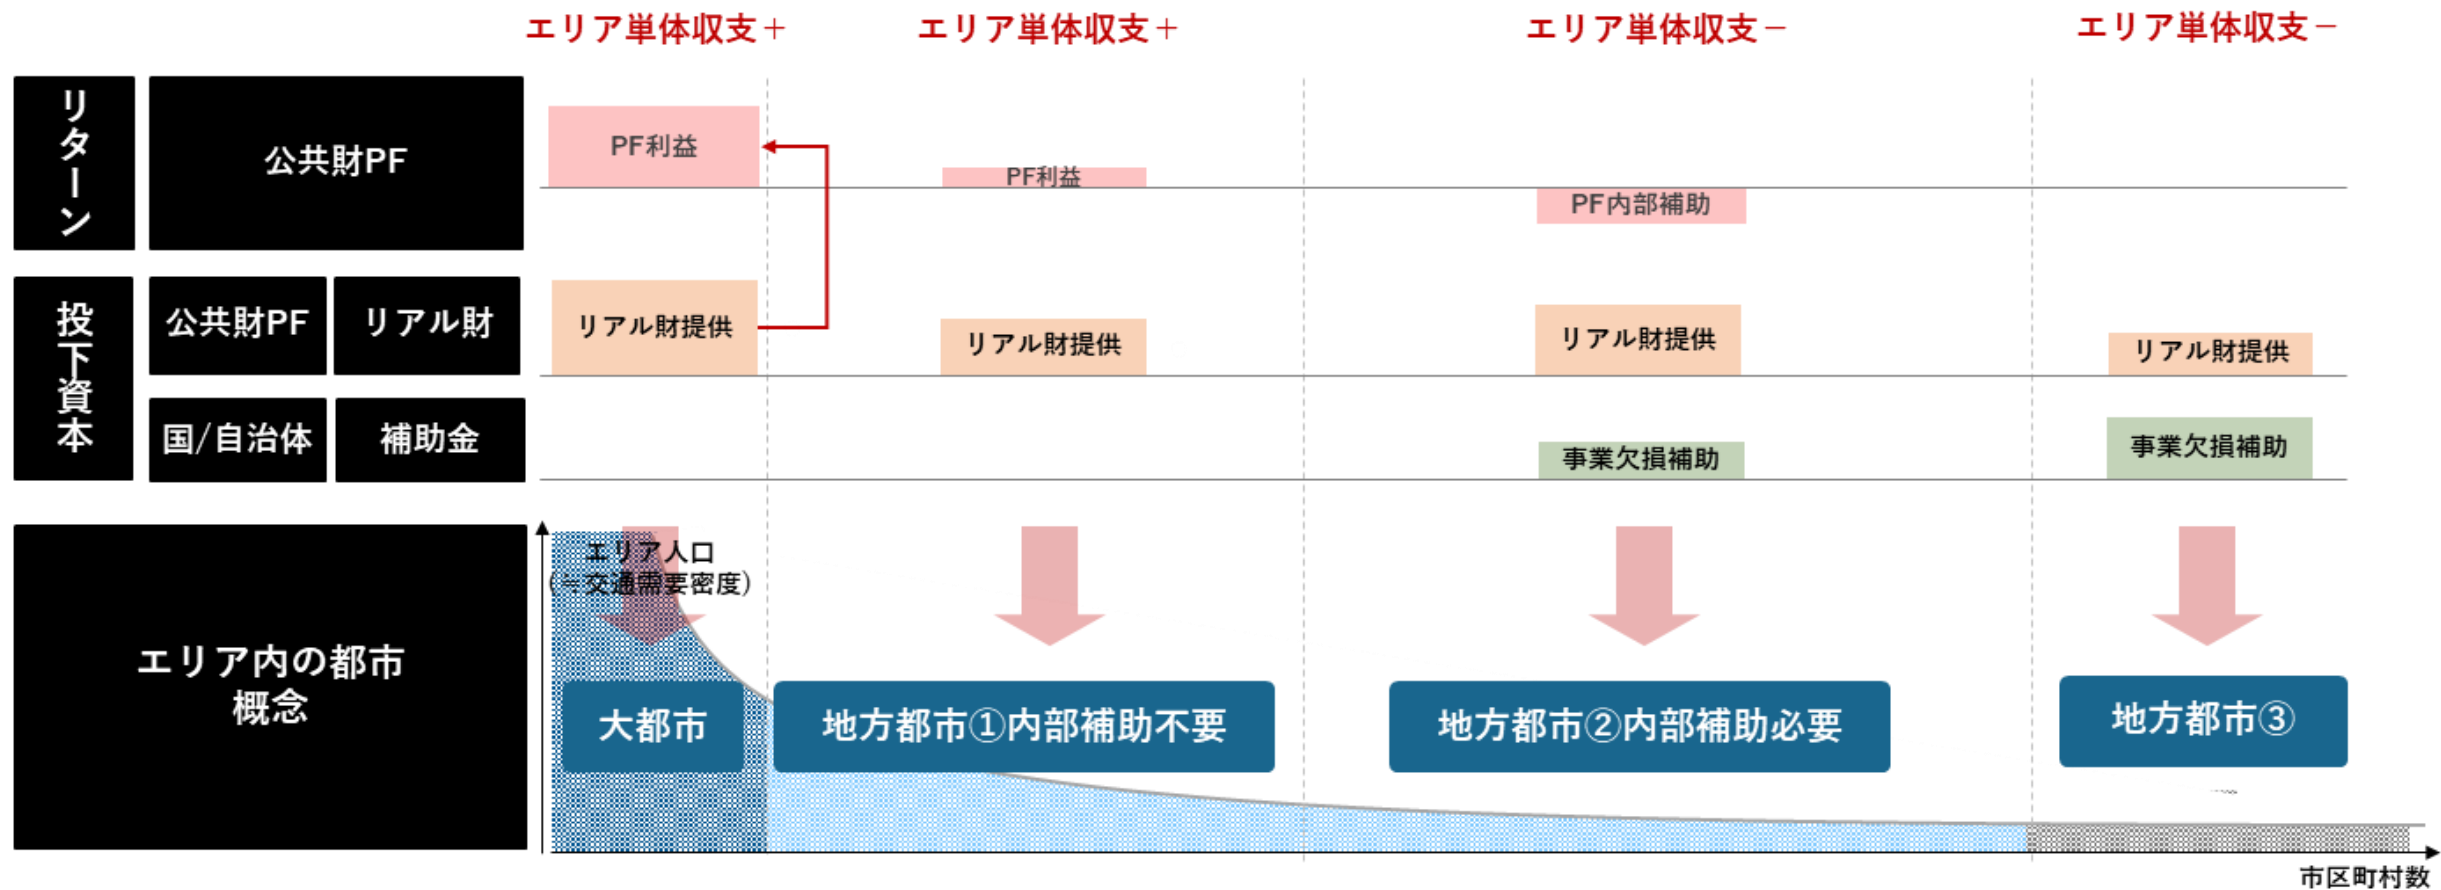 エリア単体収支＋
エリア単体収支＋
エリア単体収支－
エリア単体収支－
リターン
公共財PF
PF利益
PF利益
PF内部補助
投下資本
公共財PF
リアル財
リアル財提供
リアル財提供
リアル財提供
リアル財提供
国/自治体
補助金
事業欠損補助
事業欠損補助
エリア内の都市
概念
エリア人口
（≒交通需要密度）
大都市
地方都市①内部補助不要
地方都市②内部補助必要
地方都市③
市区町村数